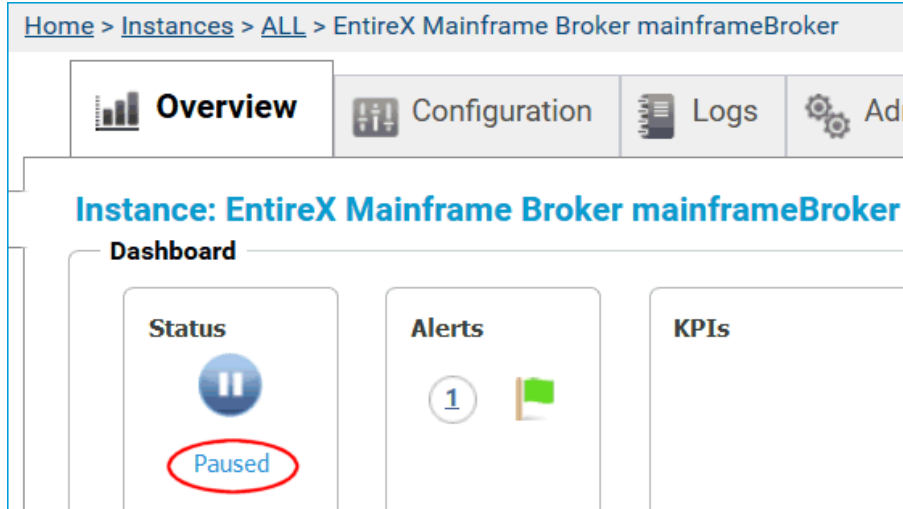 Home > Instances > ALL > EntireX Mainframe Broker mainframeBroker
Overview Configuration Logs
Instance: EntireX Mainframe Broker mainframeBroker
Dashboard
Status Alerts KPIs
1
Paused